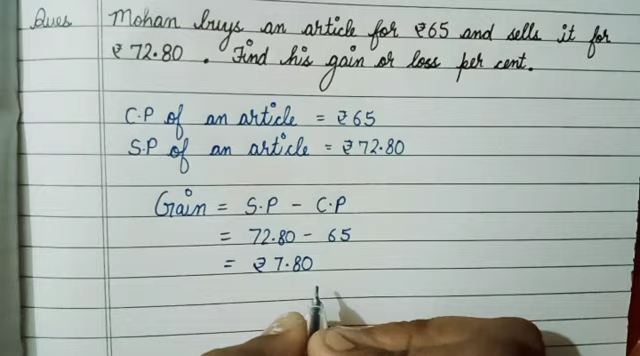 Ques Mohan buys an article for ₹65 and sells it for
₹72.80. Find his gain or loss per cent.
C.P of an article = ₹65
S.P of an article = ₹72.80
Gain = S.P - C.P
= 72.80 - 65
= ₹7.80